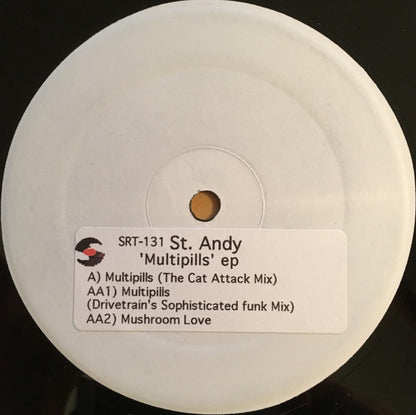 SRT-131 St. Andy
'Multipills' ep
A) Multipills (The Cat Attack Mix)
AA1) Multipills
(Drivetrain's Sophisticated funk Mix)
AA2) Mushroom Love